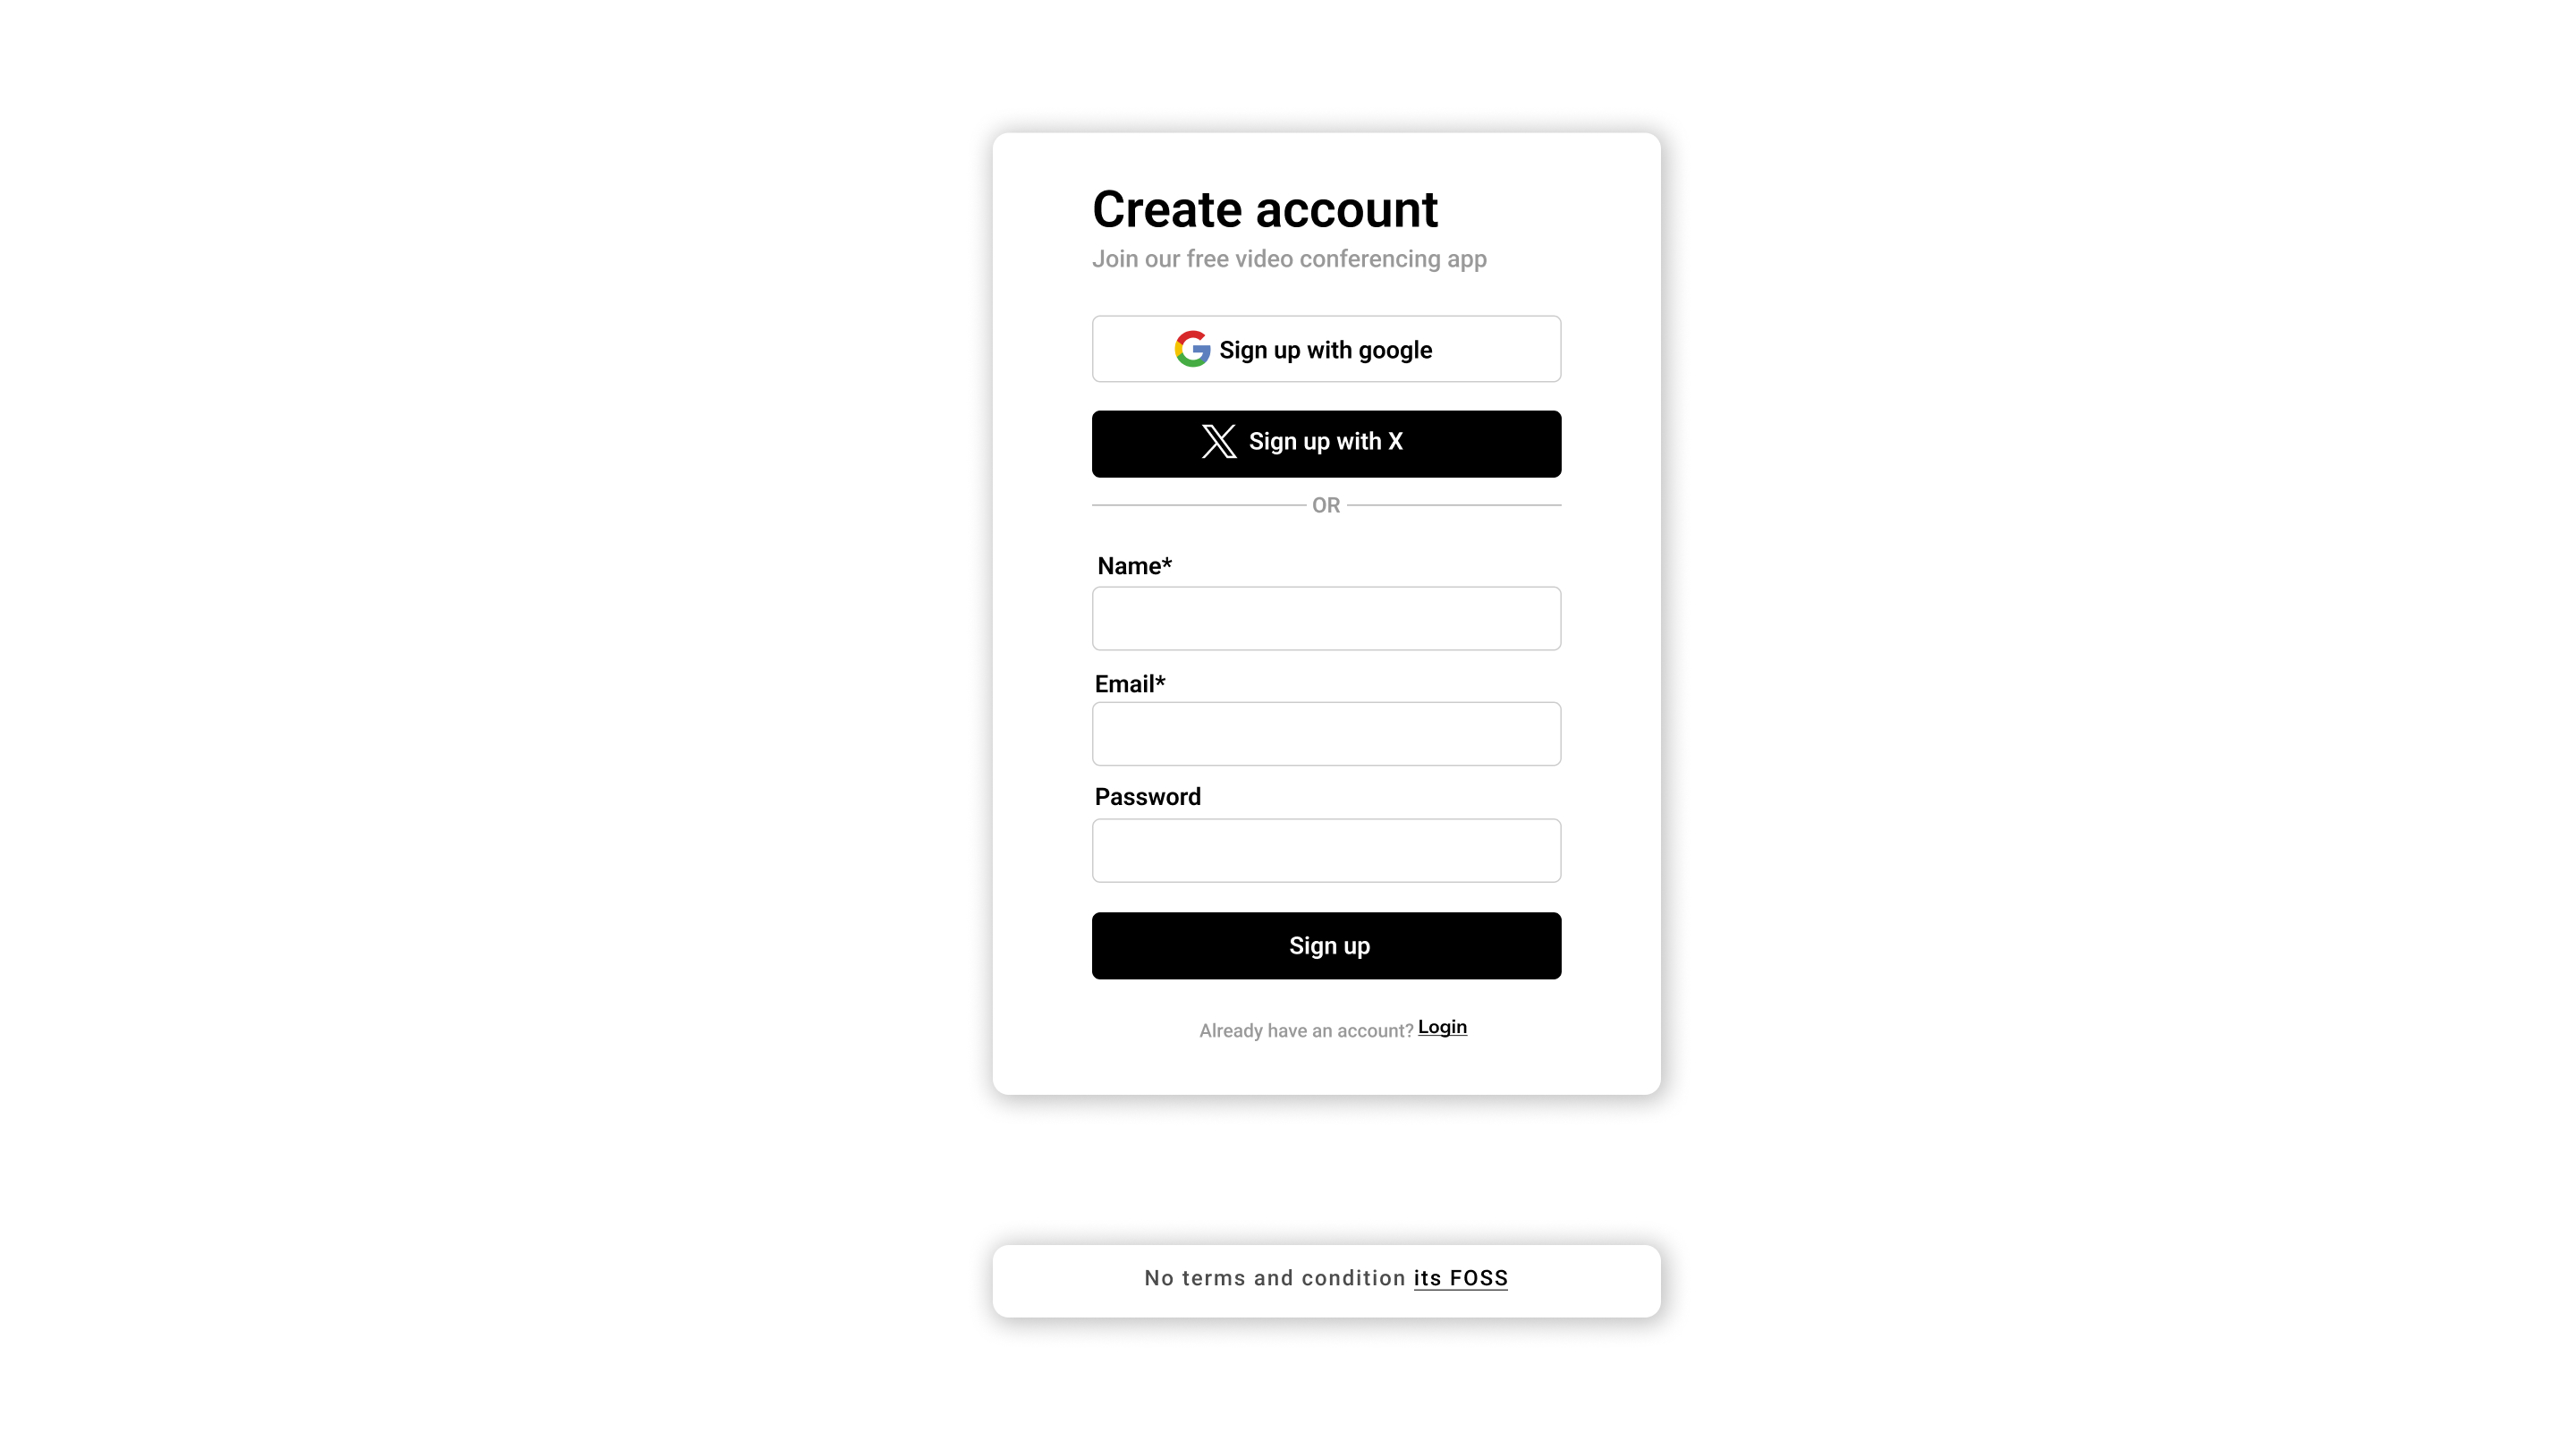 Create account
Join our free video conferencing app
Sign up with google
Sign up with X
OR
Name*
Email*
Password
Sign up
Already have an account? Login
No terms and condition its FOSS